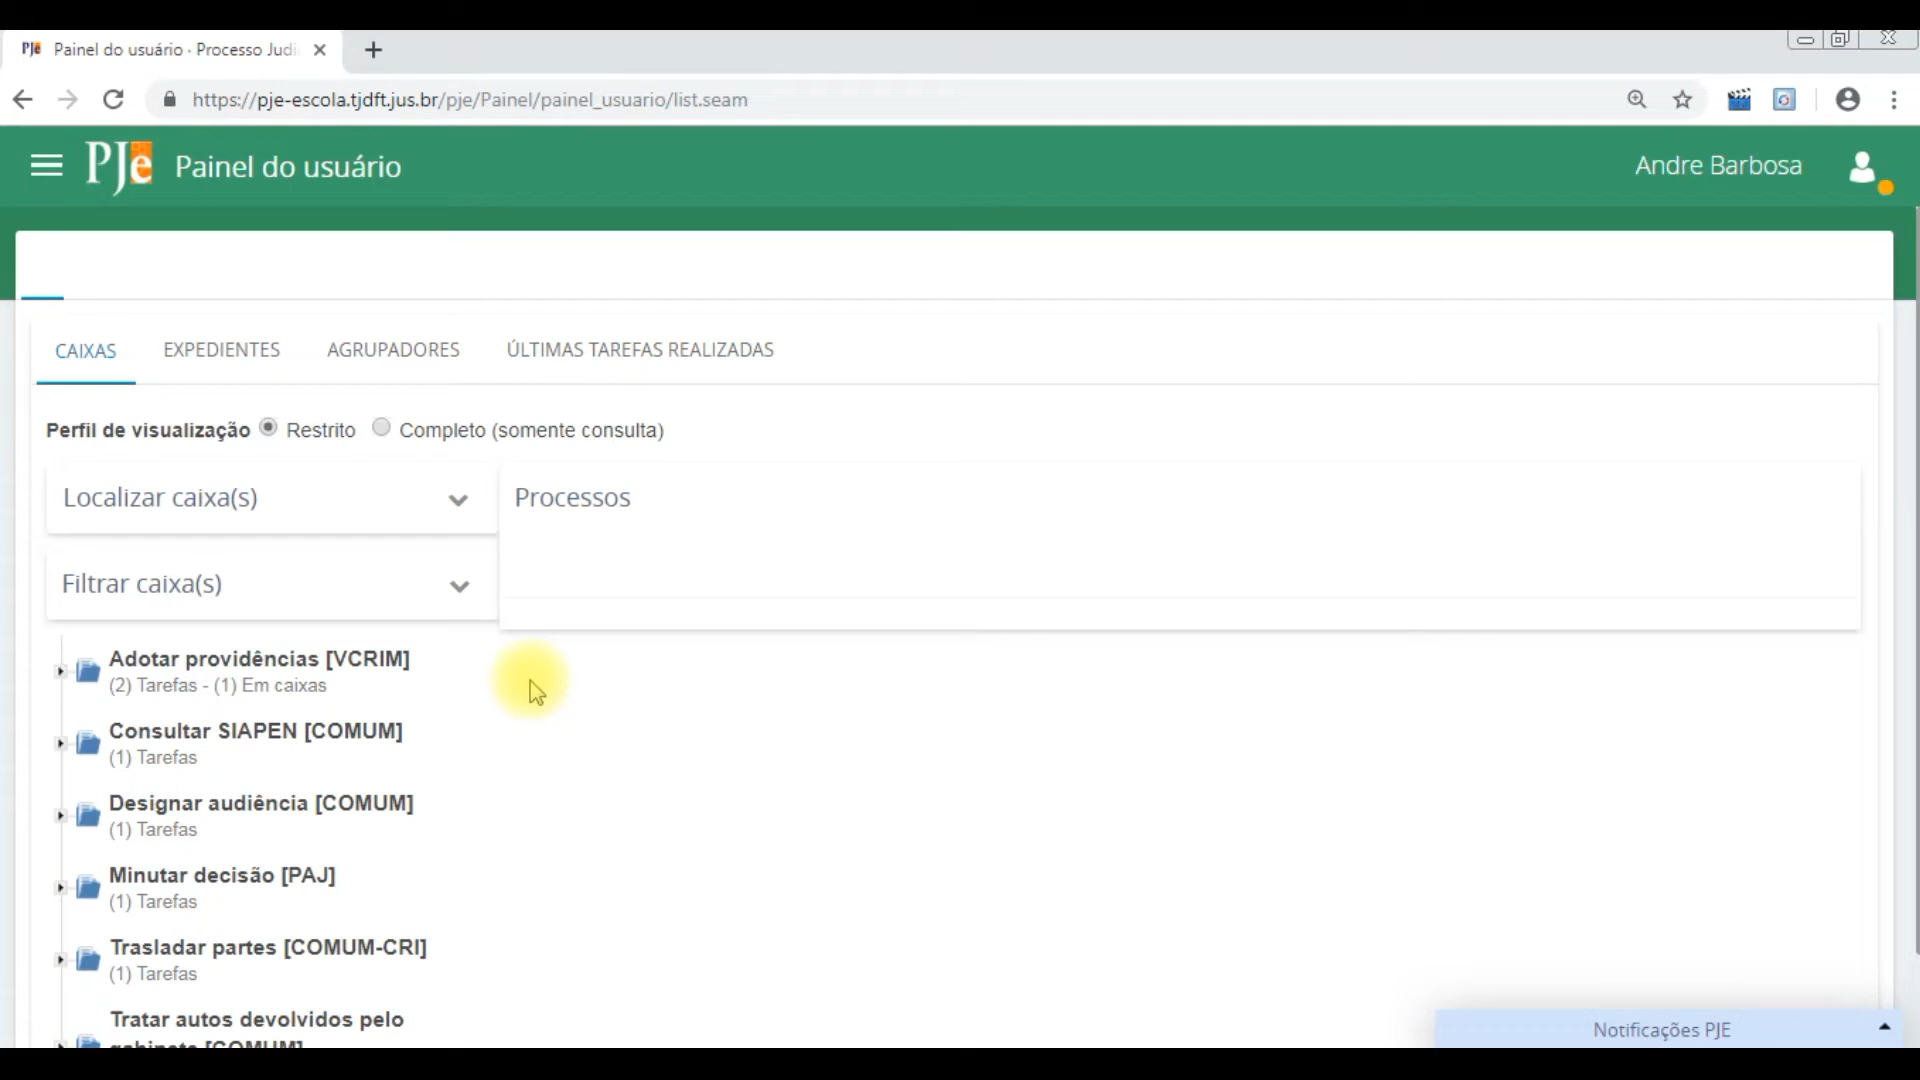 PJe Painel do usuário - Processo Judi
https://pje-escola.tjdft.jus.br/pje/Painel/painel_usuario/list.seam
PJe Painel do usuário
Andre Barbosa
CAIXAS EXPEDIENTES AGRUPADORES ÚLTIMAS TAREFAS REALIZADAS
Perfil de visualização Restrito Completo (somente consulta)
Localizar caixa(s)
Processos
Filtrar caixa(s)
Adotar providências [VCRIM]
(2) Tarefas - (1) Em caixas
Consultar SIAPEN [COMUM]
(1) Tarefas
Designar audiência [COMUM]
(1) Tarefas
Minutar decisão [PAJ]
(1) Tarefas
Trasladar partes [COMUM-CRI]
(1) Tarefas
Tratar autos devolvidos pelo
gabinete [COMUM]
Notificações PJE